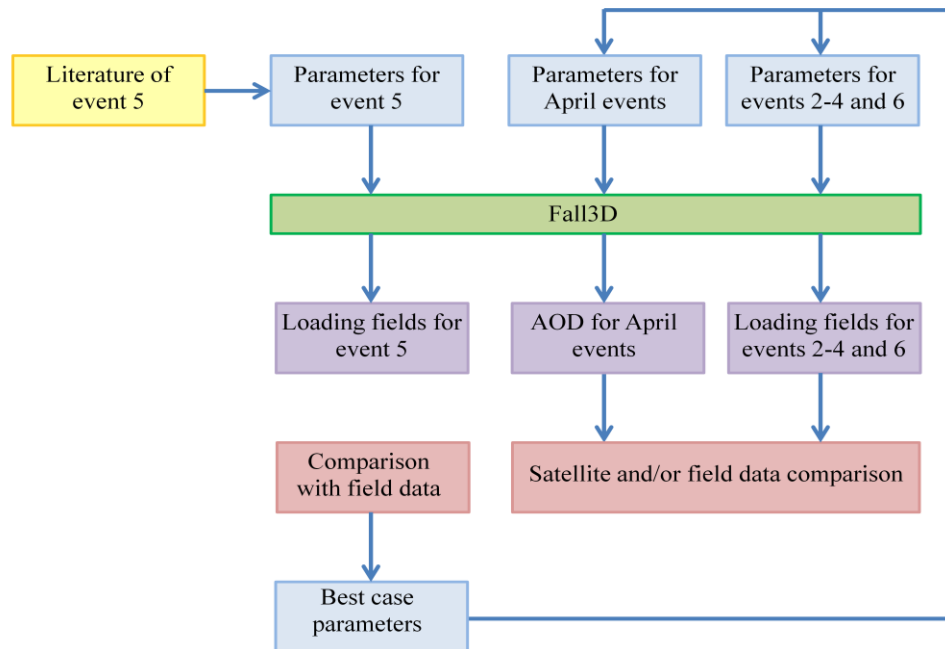 Literature of
event 5
Parameters for
event 5
Parameters for
April events
Parameters for
events 2-4 and 6
Fall3D
Loading fields for
event 5
AOD for April
events
Loading fields for
events 2-4 and 6
Comparison
with field data
Satellite and/or field data comparison
Best case
parameters